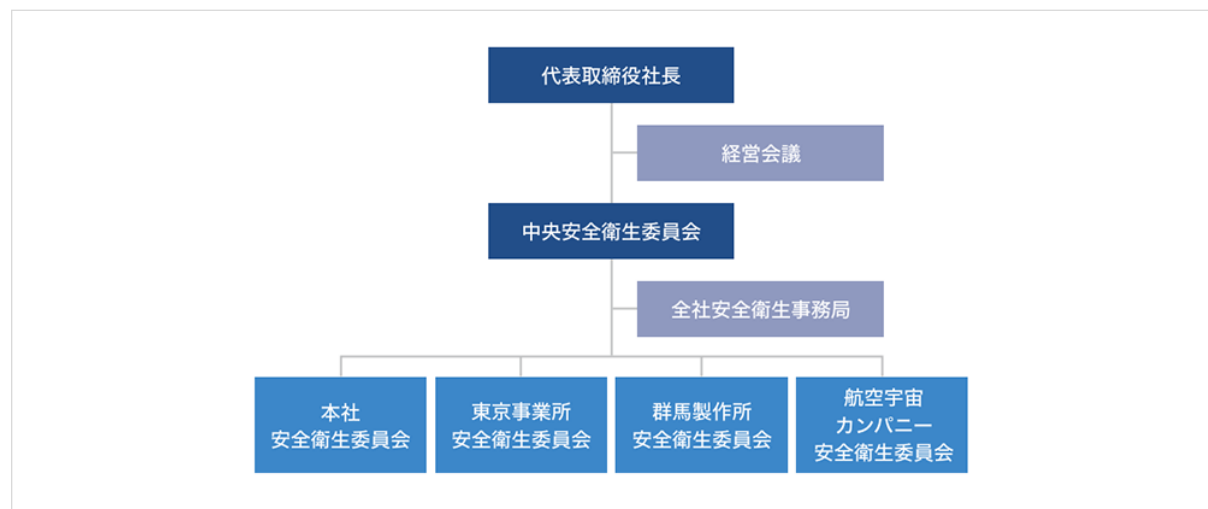 代表取締役社長
経営会議
中央安全衛生委員会
全社安全衛生事務局
本社
安全衛生委員会
東京事業所
安全衛生委員会
群馬製作所
安全衛生委員会
航空宇宙
カンパニー
安全衛生委員会